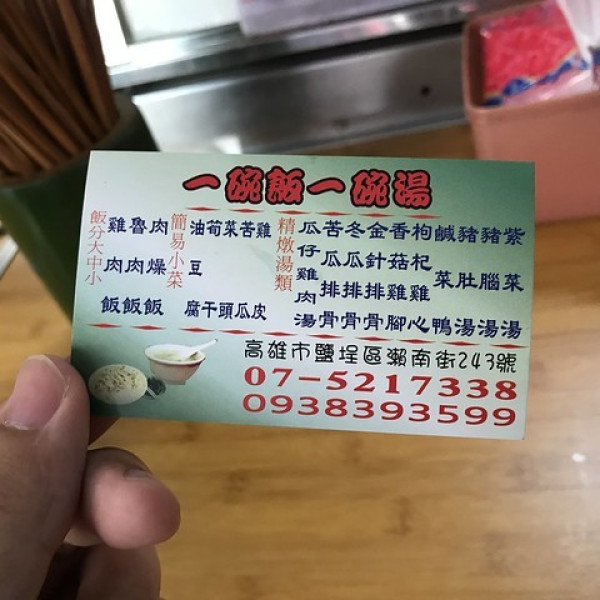 一碗飯一碗湯
飯分大中小
雞肉飯
魯肉飯
肉燥飯
簡易小菜
油豆腐
筍干
菜頭
苦瓜
雞皮
精燉湯類
瓜仔雞肉湯
苦瓜排骨
冬瓜排骨
金針排骨
香菇雞腳
枸杞雞心
鹹菜鴨
豬肚湯
豬腦湯
紫菜湯
高雄市鹽埕區瀨南街243號
07-5217338
0938393599